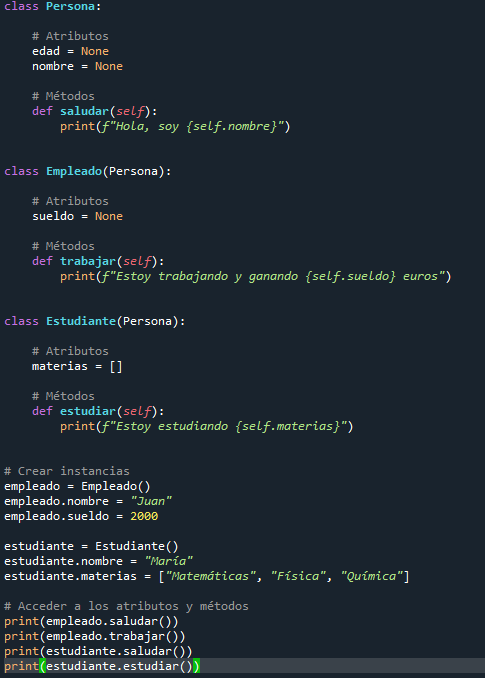 class Persona:
    # Atributos
    edad = None
    nombre = None
    # Métodos
    def saludar(self):
        print(f"Hola, soy {self.nombre}")
class Empleado(Persona):
    # Atributos
    sueldo = None
    # Métodos
    def trabajar(self):
        print(f"Estoy trabajando y ganando {self.sueldo} euros")
class Estudiante(Persona):
    # Atributos
    materias = []
    # Métodos
    def estudiar(self):
        print(f"Estoy estudiando {self.materias}")
# Crear instancias
empleado = Empleado()
empleado.nombre = "Juan"
empleado.sueldo = 2000
estudiante = Estudiante()
estudiante.nombre = "María"
estudiante.materias = ["Matemáticas", "Física", "Química"]
# Acceder a los atributos y métodos
print(empleado.saludar())
print(empleado.trabajar())
print(estudiante.saludar())
print(estudiante.estudiar())